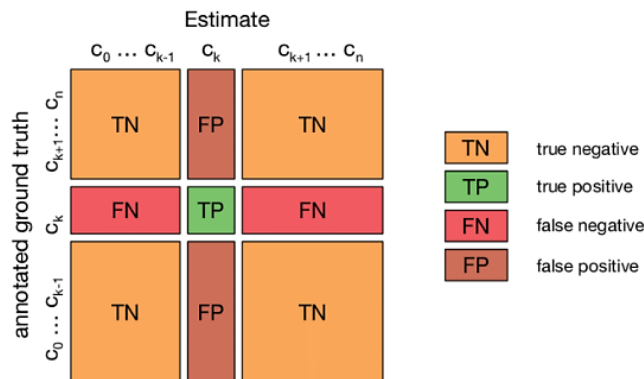 Estimate
c0 … ck-1 ck ck+1 … cn
annotated ground truth
ck+1 … cn
ck
c0 … ck-1
TN FP TN
FN TP FN
TN FP TN
TN true negative
TP true positive
FN false negative
FP false positive